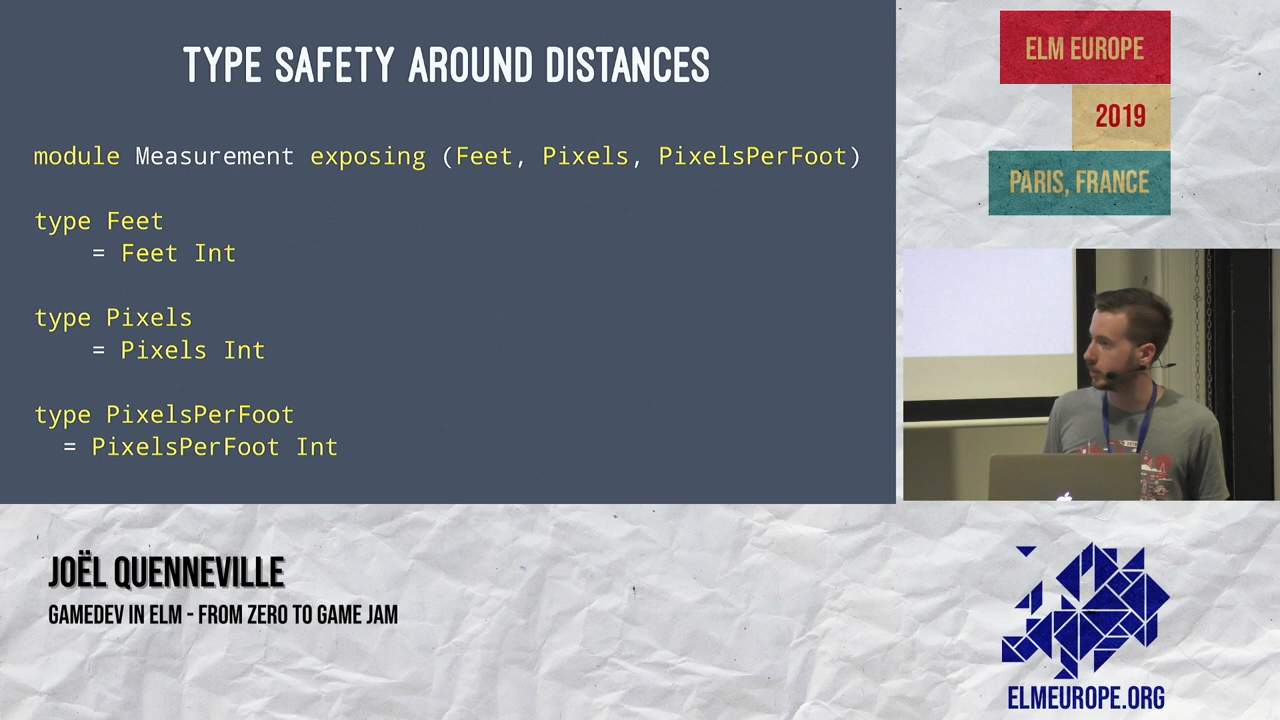 TYPE SAFETY AROUND DISTANCES
module Measurement exposing (Feet, Pixels, PixelsPerFoot)
type Feet
= Feet Int
type Pixels
= Pixels Int
type PixelsPerFoot
= PixelsPerFoot Int
ELM EUROPE
2019
PARIS, FRANCE
JOËL QUENNEVILLE
GAMEDEV IN ELM - FROM ZERO TO GAME JAM
ELMEUROPE.ORG